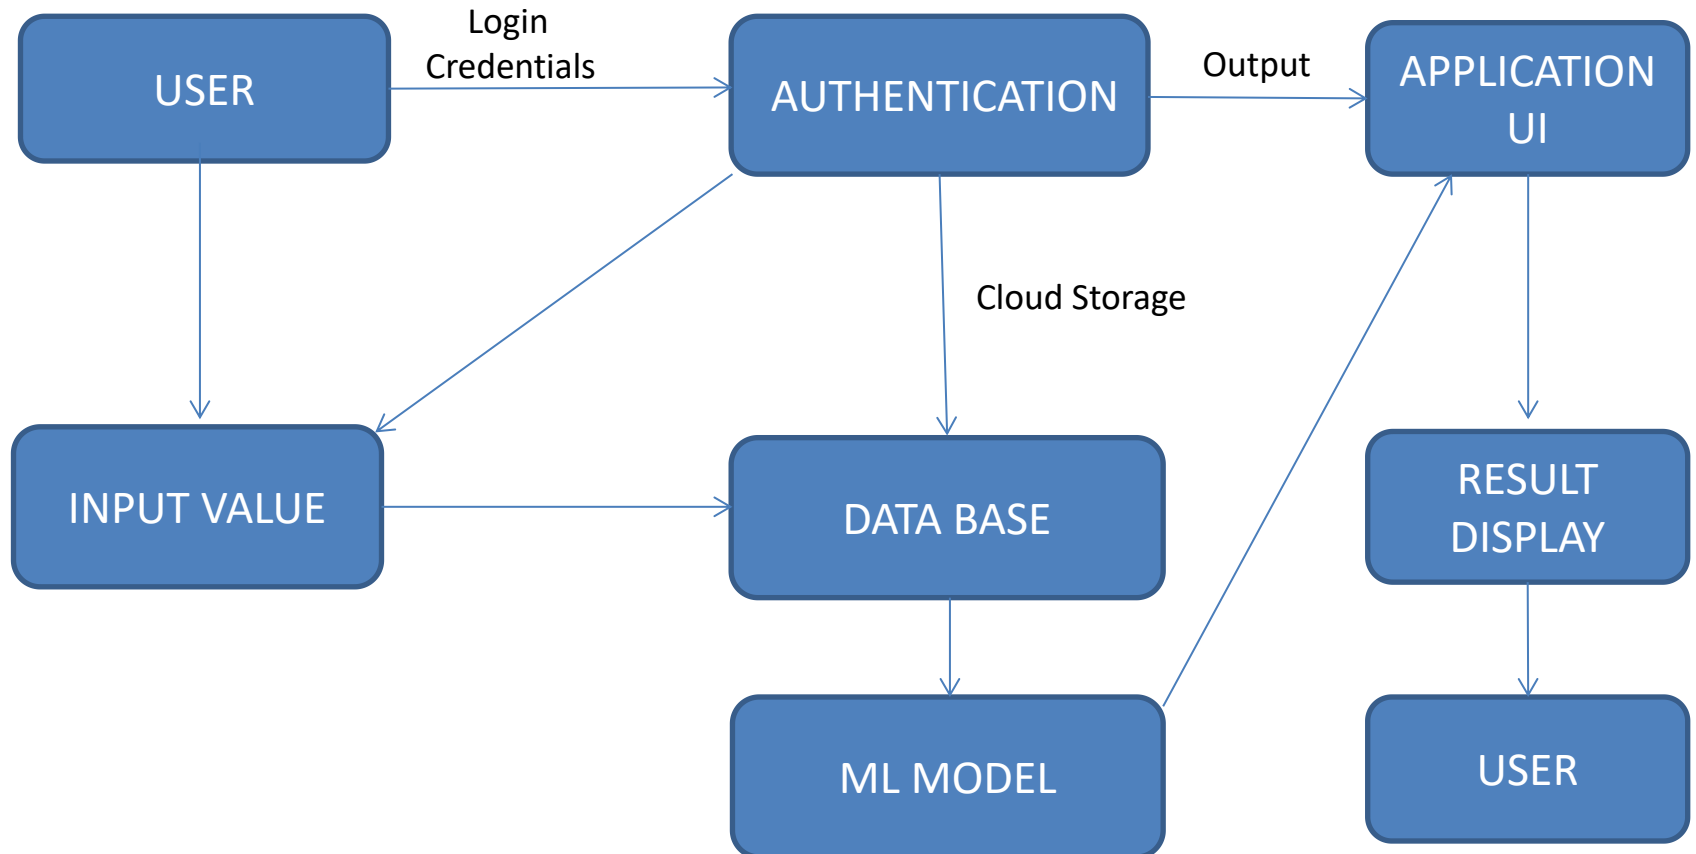 USER
Login
Credentials
AUTHENTICATION
Output
APPLICATION
UI
Cloud Storage
INPUT VALUE
DATA BASE
RESULT
DISPLAY
ML MODEL
USER